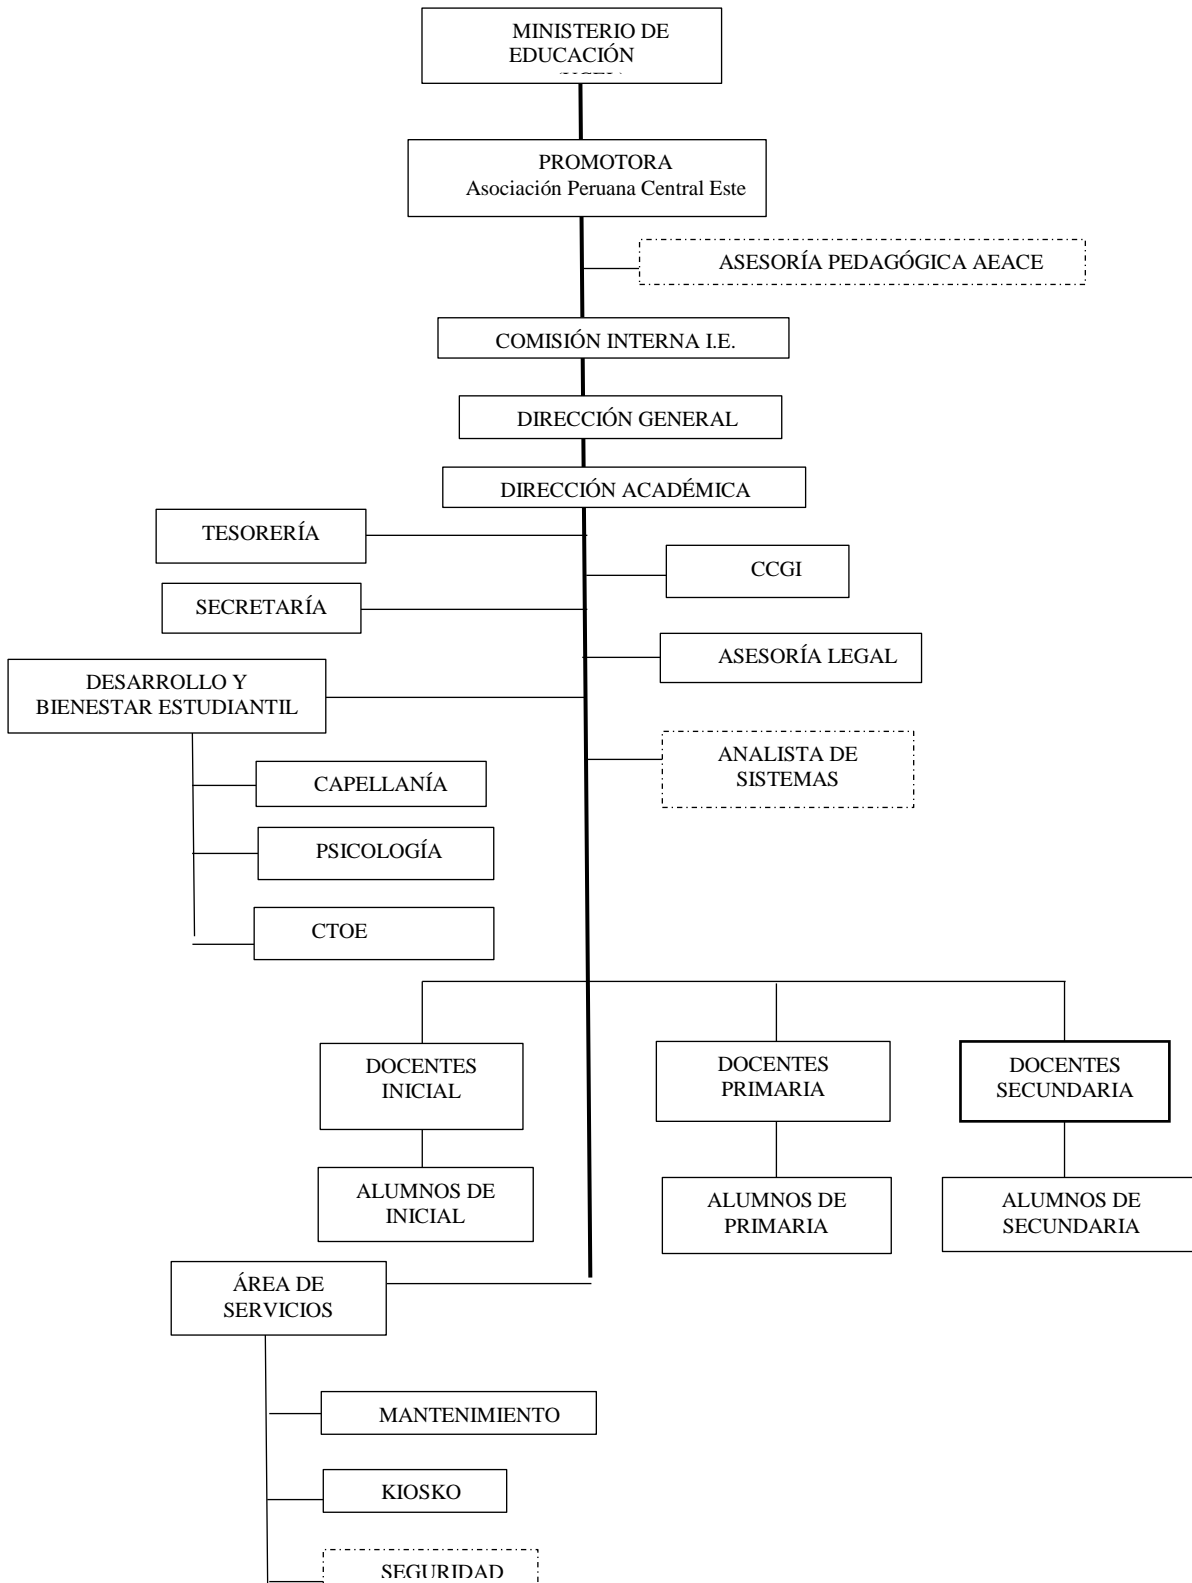 MINISTERIO DE
EDUCACIÓN
PROMOTORA
Asociación Peruana Central Este
ASESORÍA PEDAGÓGICA AEACE
COMISIÓN INTERNA I.E.
DIRECCIÓN GENERAL
DIRECCIÓN ACADÉMICA
TESORERÍA
CCGI
SECRETARÍA
ASESORÍA LEGAL
DESARROLLO Y
BIENESTAR ESTUDIANTIL
ANALISTA DE
SISTEMAS
CAPELLANÍA
PSICOLOGÍA
CTOE
DOCENTES
INICIAL
DOCENTES
PRIMARIA
DOCENTES
SECUNDARIA
ALUMNOS DE
INICIAL
ALUMNOS DE
PRIMARIA
ALUMNOS DE
SECUNDARIA
ÁREA DE
SERVICIOS
MANTENIMIENTO
KIOSKO
SEGURIDAD